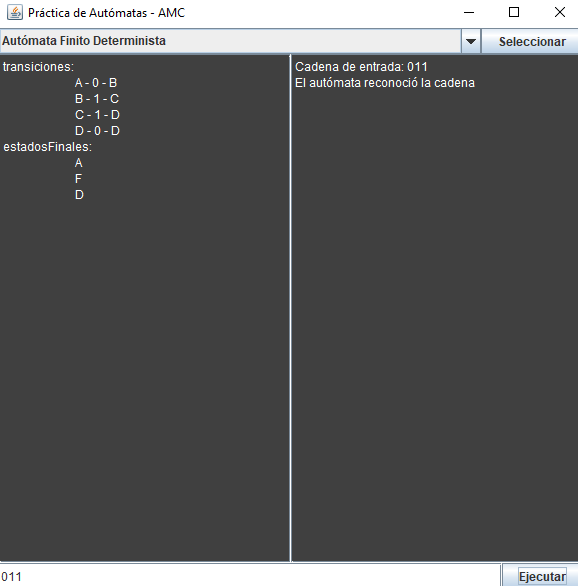 Práctica de Autómatas - AMC
Autómata Finito Determinista
Seleccionar
transiciones:
A - 0 - B
B - 1 - C
C - 1 - D
D - 0 - D
estadosFinales:
A
F
D
Cadena de entrada: 011
El autómata reconoció la cadena
011
Ejecutar